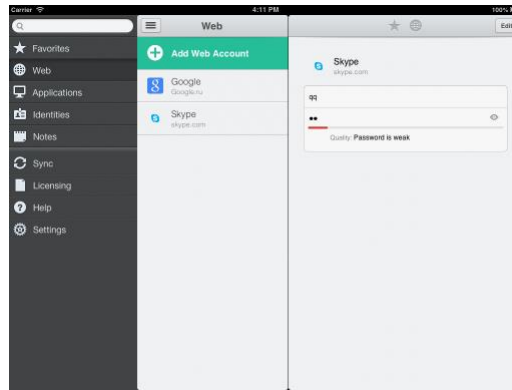 Carrier
4:11 PM
100%
Favorites
Web
Applications
Identities
Notes
Sync
Licensing
Help
Settings
Web
Add Web Account
Google
Google.ru
Skype
skype.com
Edit
Skype
skype.com
qq
Quality: Password is weak